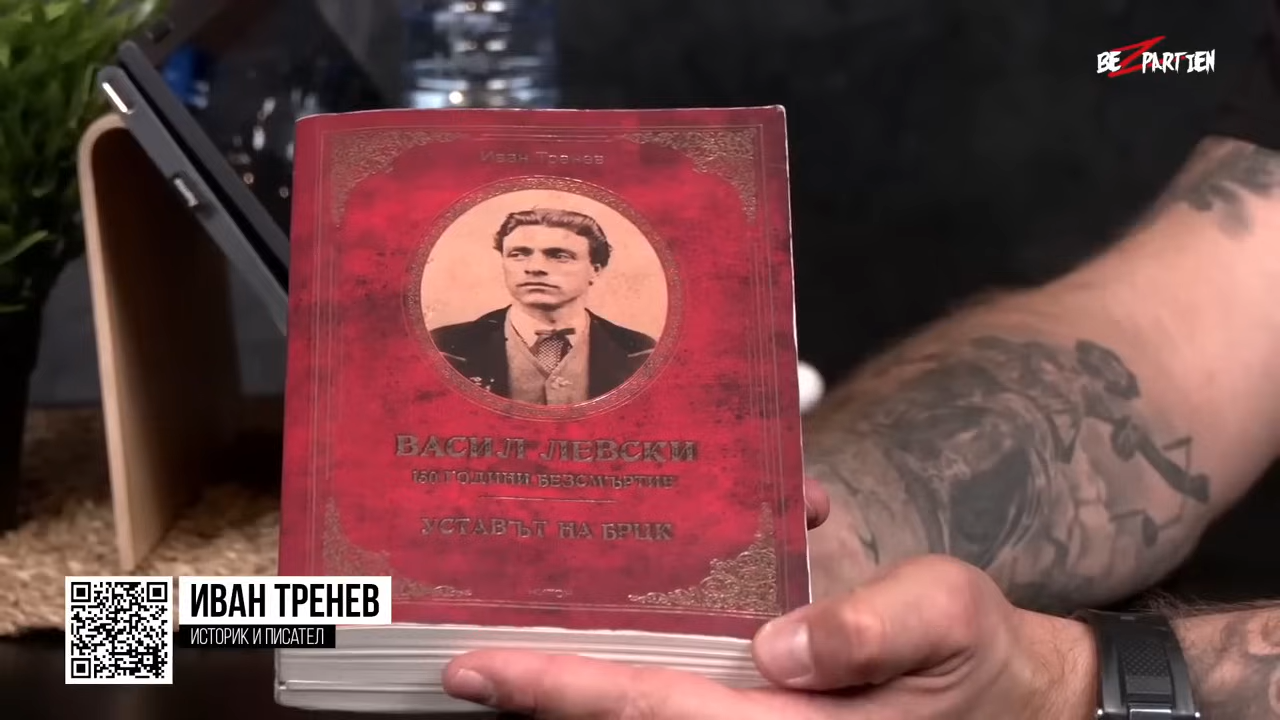 BEZPARTIEN
Иван Тренев
ВАСИЛ ЛЕВСКИ
150 ГОДИНИ БЕЗСМЪРТИЕ
УСТАВЪТ НА БРЦК
ИВАН ТРЕНЕВ
ИСТОРИК И ПИСАТЕЛ